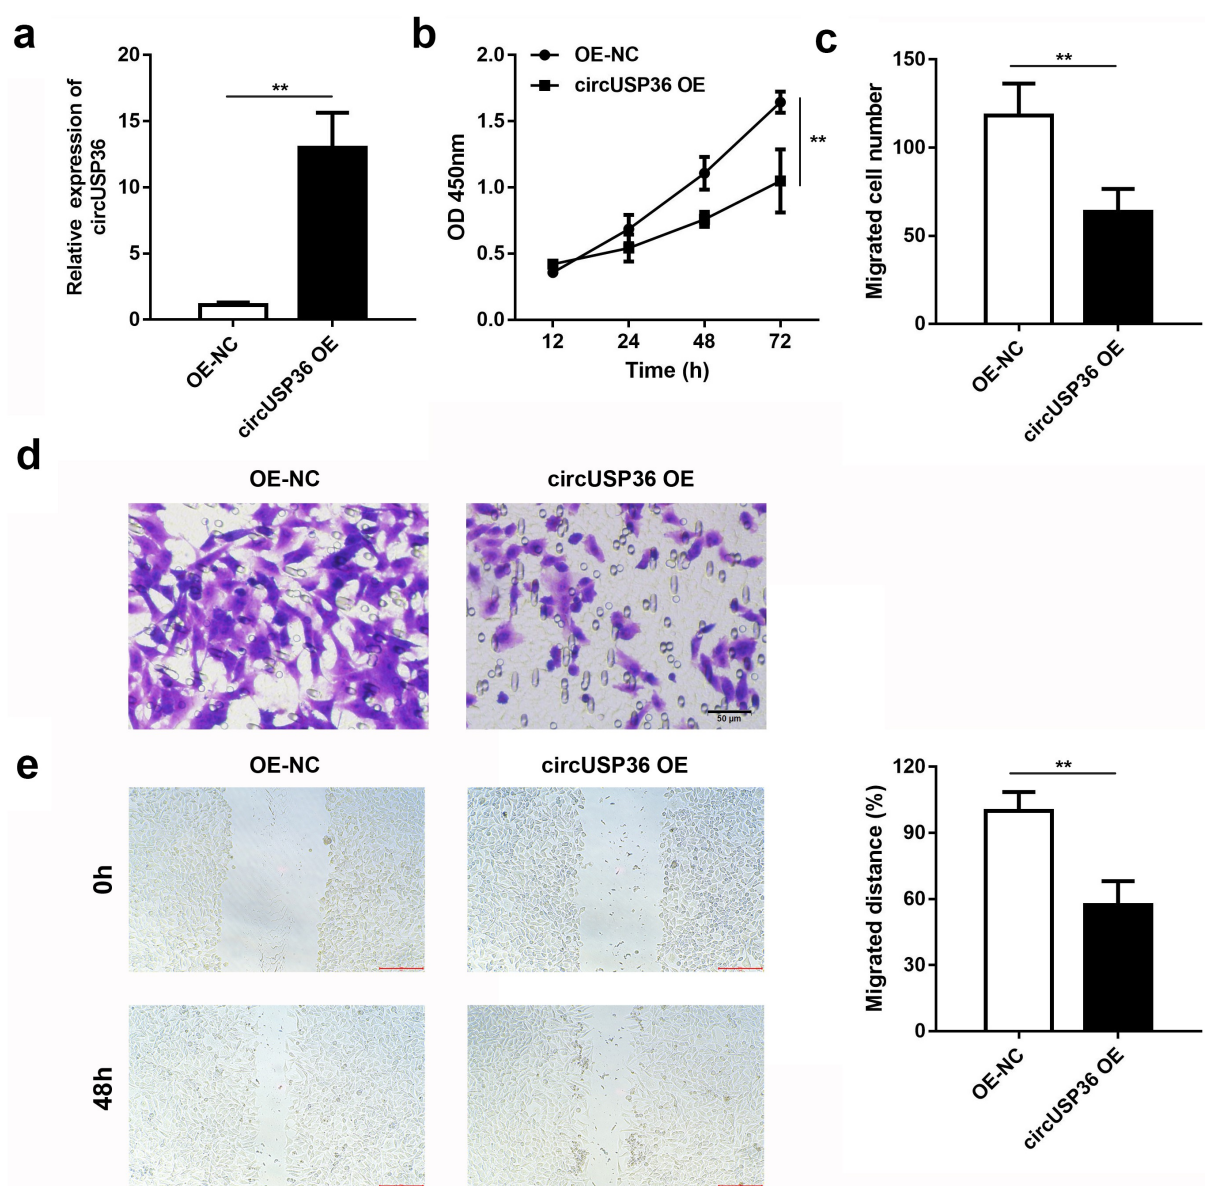 a
20
15
10
5
0
Relative expression of
circUSP36
**
OE-NC
circUSP36 OE
b
OE-NC
circUSP36 OE
2.0
1.5
1.0
0.5
0.0
OD 450nm
**
12 24 48 72
Time (h)
c
150
100
50
0
Migrated cell number
**
OE-NC
circUSP36 OE
d
OE-NC circUSP36 OE
50 μm
e
OE-NC circUSP36 OE
0h
48h
120
90
60
30
0
Migrated distance (%)
**
OE-NC
circUSP36 OE